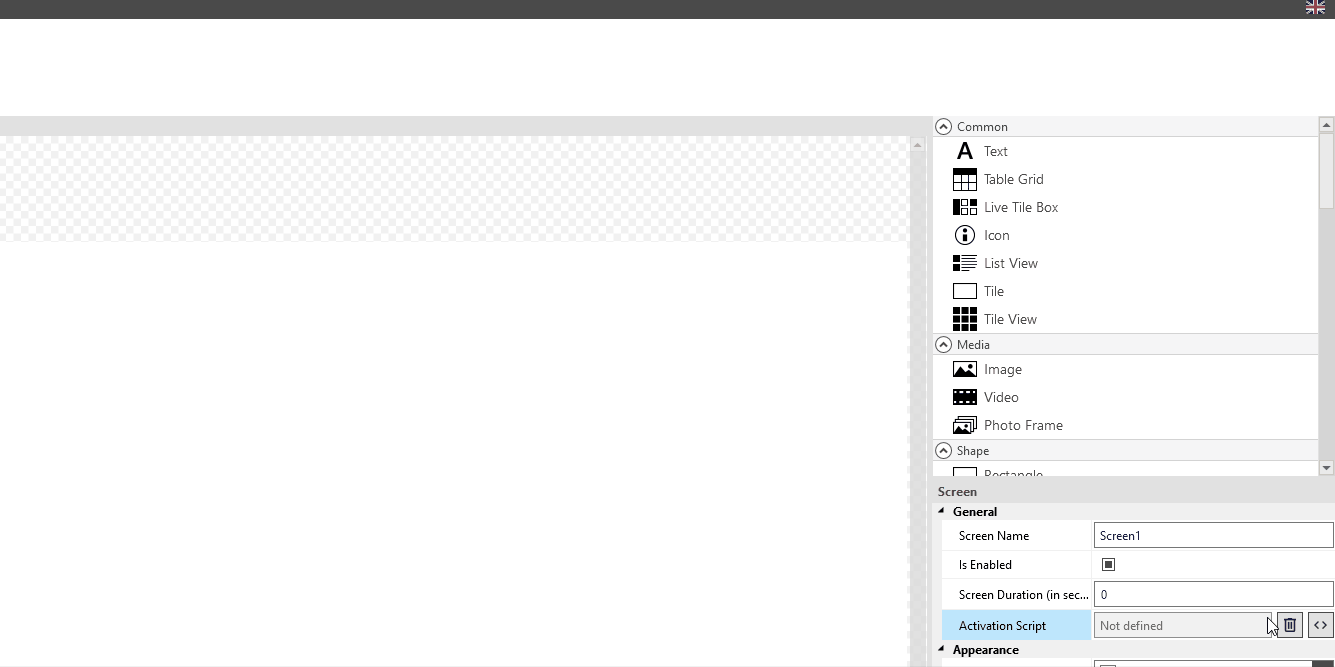 Common
Text
Table Grid
Live Tile Box
Icon
List View
Tile
Tile View
Media
Image
Video
Photo Frame
Shape
Rectangle
Screen
General
Screen Name Screen1
Is Enabled
Screen Duration (in sec... 0
Activation Script Not defined
Appearance